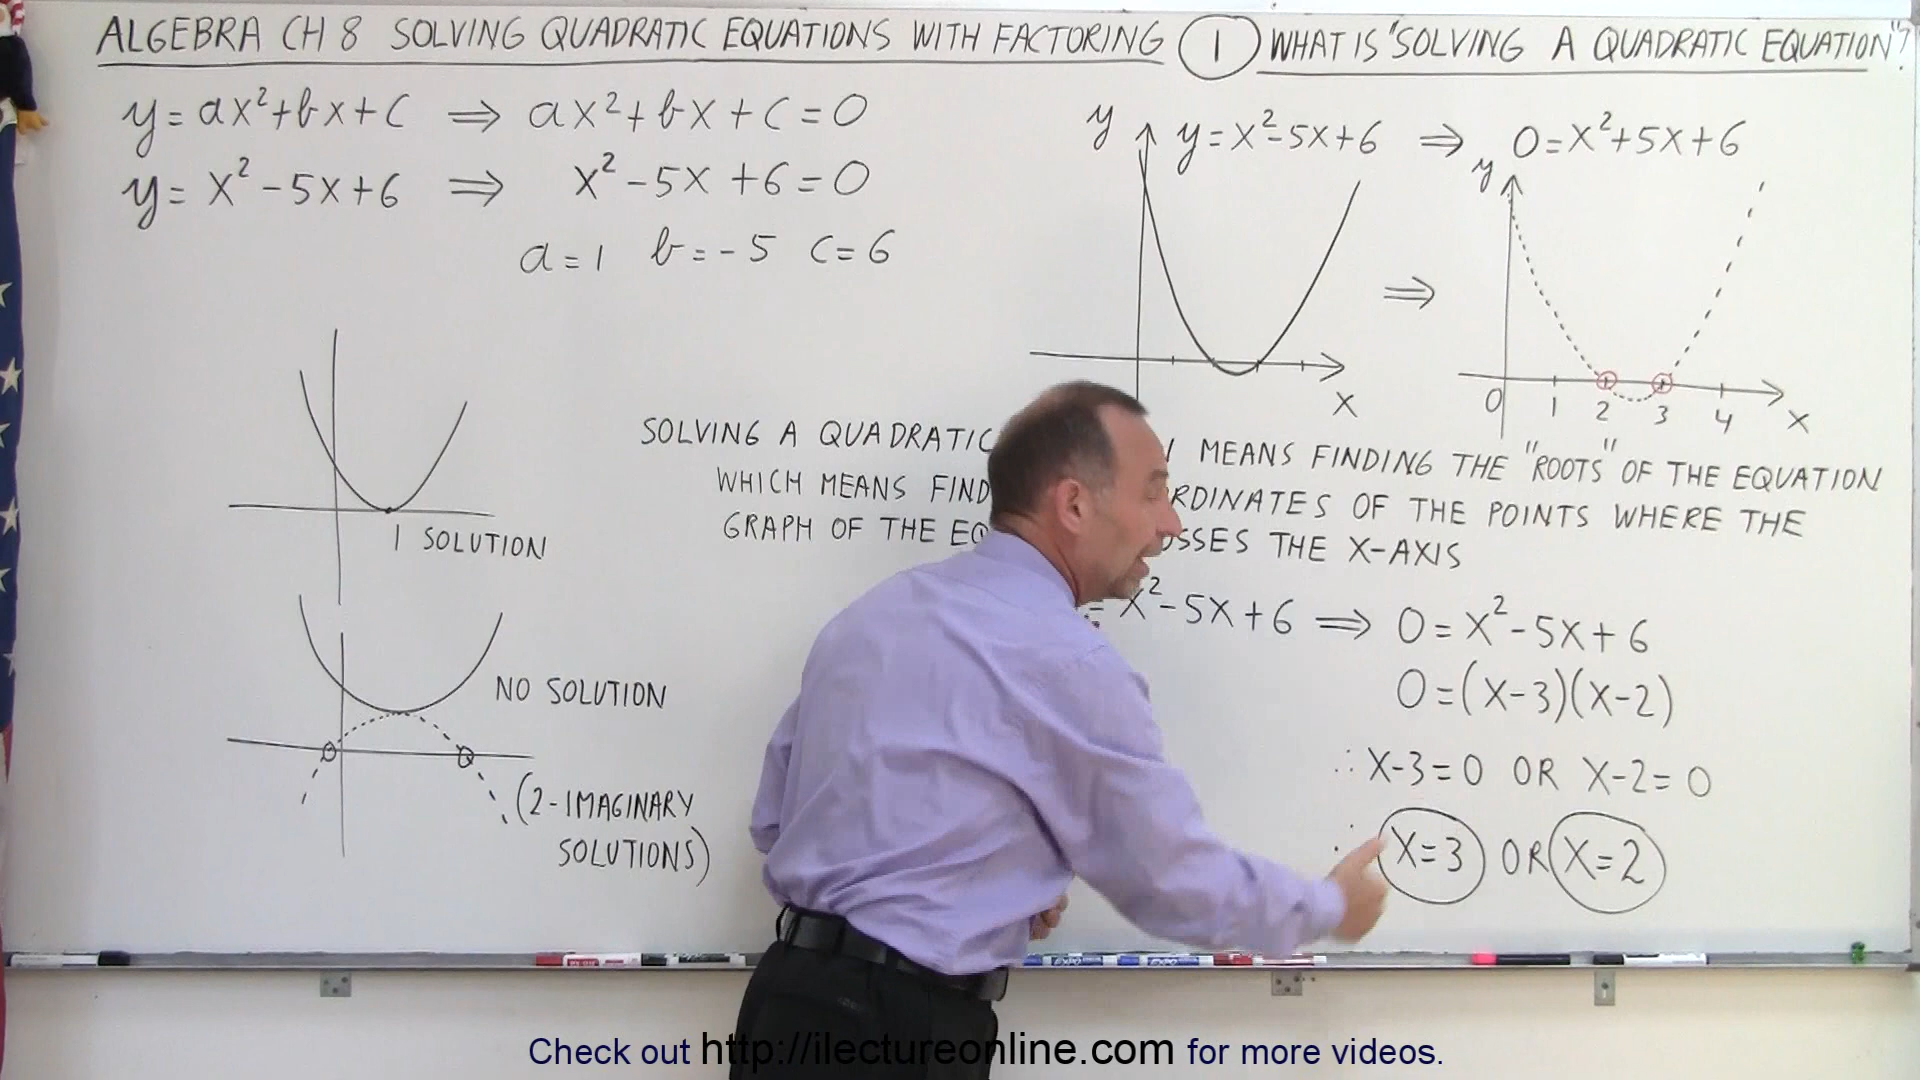 ALGEBRA CH 8 SOLVING QUADRATIC EQUATIONS WITH FACTORING 1 WHAT IS "SOLVING A QUADRATIC EQUATION"?
y = ax²+bx+c ⇒ ax²+bx+c=0
y = x²-5x+6 ⇒ x²-5x+6=0
a=1 b=-5 c=6
y y=x²-5x+6 ⇒ 0=x²+5x+6
y
⇒
x
0 1 2 3 4 x
1 SOLUTION
NO SOLUTION
(2-IMAGINARY
SOLUTIONS)
SOLVING A QUADRATIC MEANS FINDING THE "ROOTS" OF THE EQUATION
WHICH MEANS FIND RDINATES OF THE POINTS WHERE THE
GRAPH OF THE EQ SSES THE X-AXIS
= x²-5x+6 ⇒ 0=x²-5x+6
0=(x-3)(x-2)
∴ x-3=0 OR x-2=0
∴ x=3 OR x=2
EXPO EXPO
Check out http://ilectureonline.com for more videos.